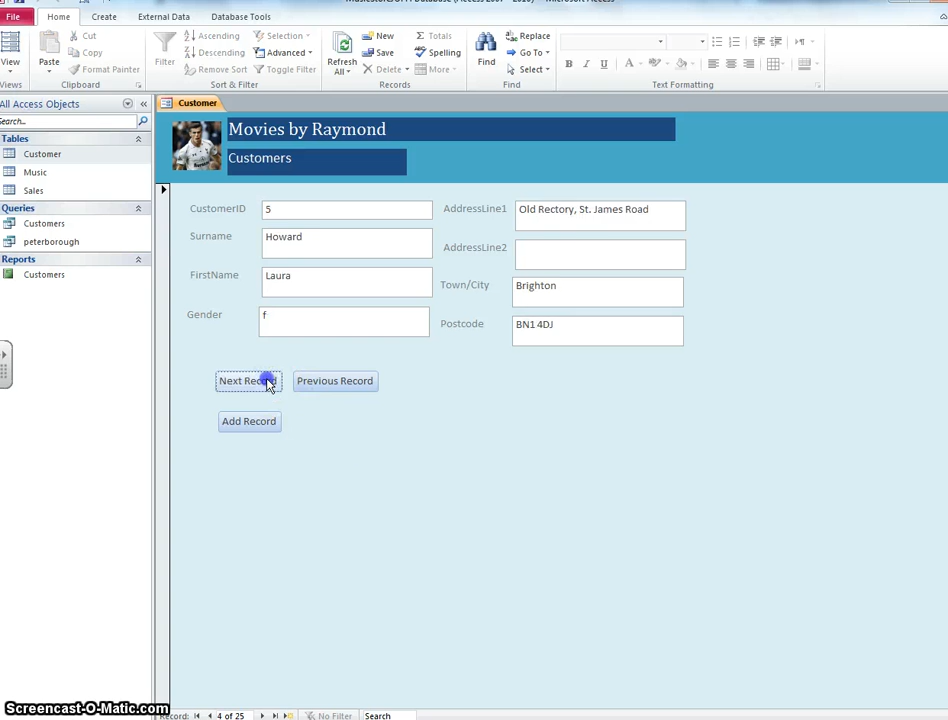 File Home Create External Data Database Tools
View Paste Cut Copy Format Painter Filter Ascending Descending Remove Sort Selection Advanced Toggle Filter Refresh All New Save Delete Totals Spelling More Find Replace Go To Select B I U A
Views Clipboard Sort & Filter Records Find Text Formatting
All Access Objects
Search...
Tables
Customer
Music
Sales
Queries
Customers
peterborough
Reports
Customers
Customer
Movies by Raymond
Customers
CustomerID 5 AddressLine1 Old Rectory, St. James Road
Surname Howard AddressLine2
FirstName Laura Town/City Brighton
Gender f Postcode BN1 4DJ
Next Record Previous Record
Add Record
Screencast-O-Matic.com
Record: 4 of 25 No Filter Search